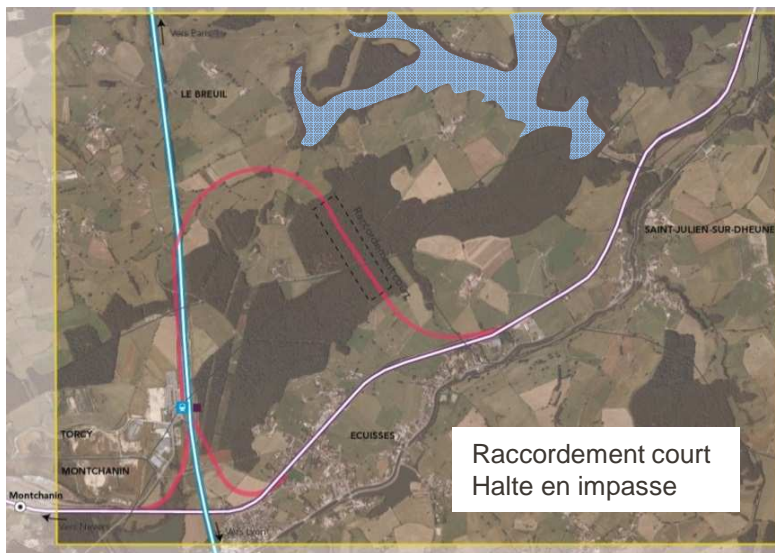 Vers Paris
LE BREUIL
Raccordement
SAINT-JULIEN-SUR-DHEUNE
.ECUISSES
TORCY
MONTCHANIN
Montchanin
Vers Nevers
Vers Lyon
Raccordement court
Halte en impasse